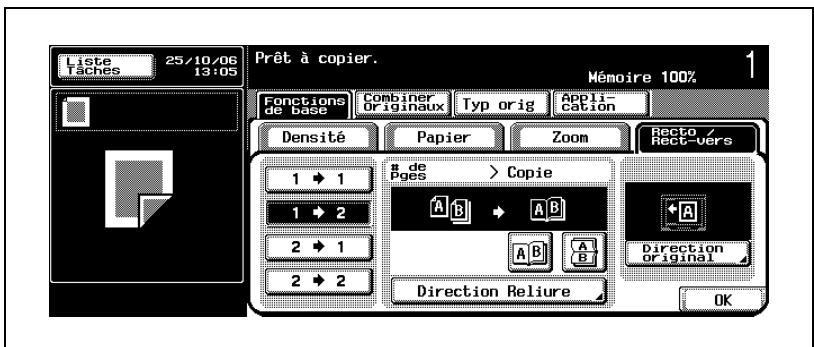 Liste
Tâches
25/10/06
13:05
Prêt à copier.
Mémoire 100%
1
Fonctions
de base
Combiner
Originaux
Typ orig
Appli-
cation
Densité
Papier
Zoom
Recto /
Rect-vers
1 → 1
1 → 2
2 → 1
2 → 2
# de
Pges > Copie
A B → A B
A B
A
B
Direction Reliure
A
Direction
original
OK